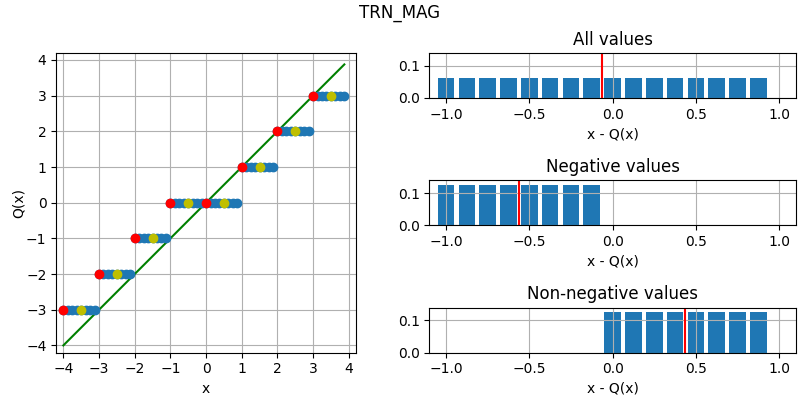 TRN_MAG
4
3
2
1
0
−1
−2
−3
−4
Q(x)
−4 −3 −2 −1 0 1 2 3 4
x
All values
0.1
0.0
−1.0 −0.5 0.0 0.5 1.0
x - Q(x)
Negative values
0.1
0.0
−1.0 −0.5 0.0 0.5 1.0
x - Q(x)
Non-negative values
0.1
0.0
−1.0 −0.5 0.0 0.5 1.0
x - Q(x)